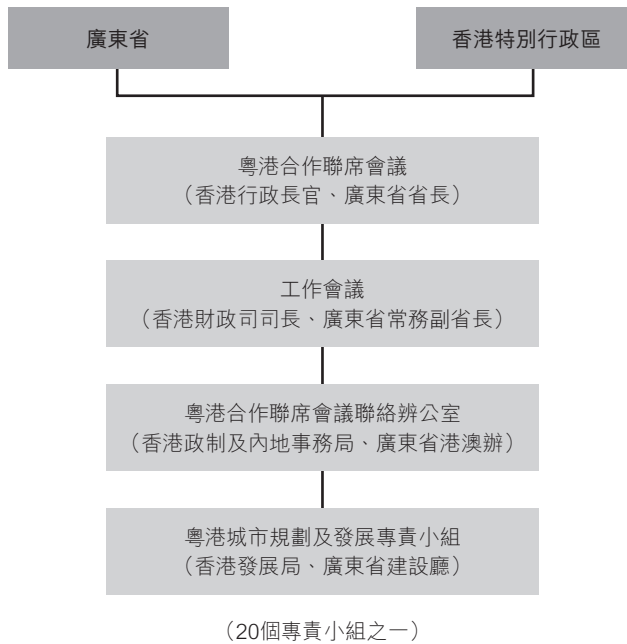 廣東省
香港特別行政區
粵港合作聯席會議
（香港行政長官、廣東省省長）
工作會議
（香港財政司司長、廣東省常務副省長）
粵港合作聯席會議聯絡辨公室
（香港政制及內地事務局、廣東省港澳辦）
粵港城市規劃及發展專責小組
（香港發展局、廣東省建設廳）
（20個專責小組之一）